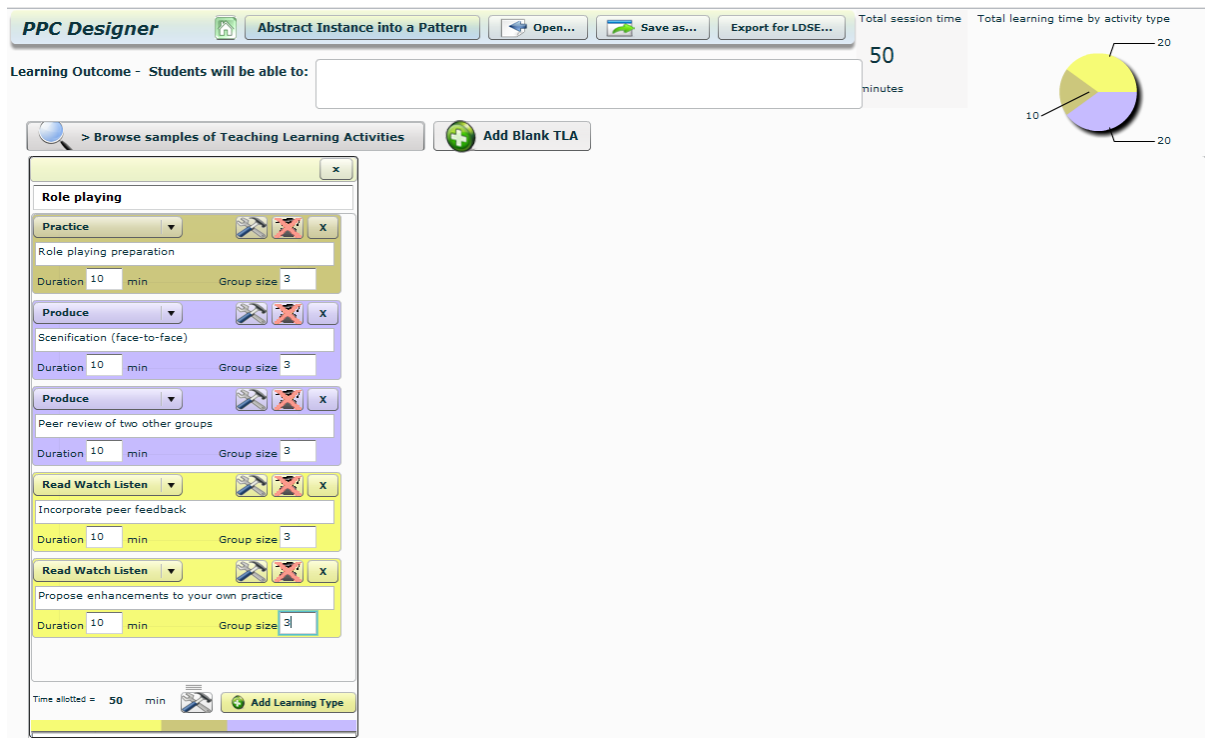 PPC Designer
Abstract Instance into a Pattern
Open...
Save as...
Export for LDSE...
Total session time
50
minutes
Total learning time by activity type
20
10
20
Learning Outcome - Students will be able to:
> Browse samples of Teaching Learning Activities
Add Blank TLA
x
Role playing
Practice
x
Role playing preparation
Duration 10 min Group size 3
Produce
x
Scenification (face-to-face)
Duration 10 min Group size 3
Produce
x
Peer review of two other groups
Duration 10 min Group size 3
Read Watch Listen
x
Incorporate peer feedback
Duration 10 min Group size 3
Read Watch Listen
x
Propose enhancements to your own practice
Duration 10 min Group size 3
Time allotted = 50 min
Add Learning Type